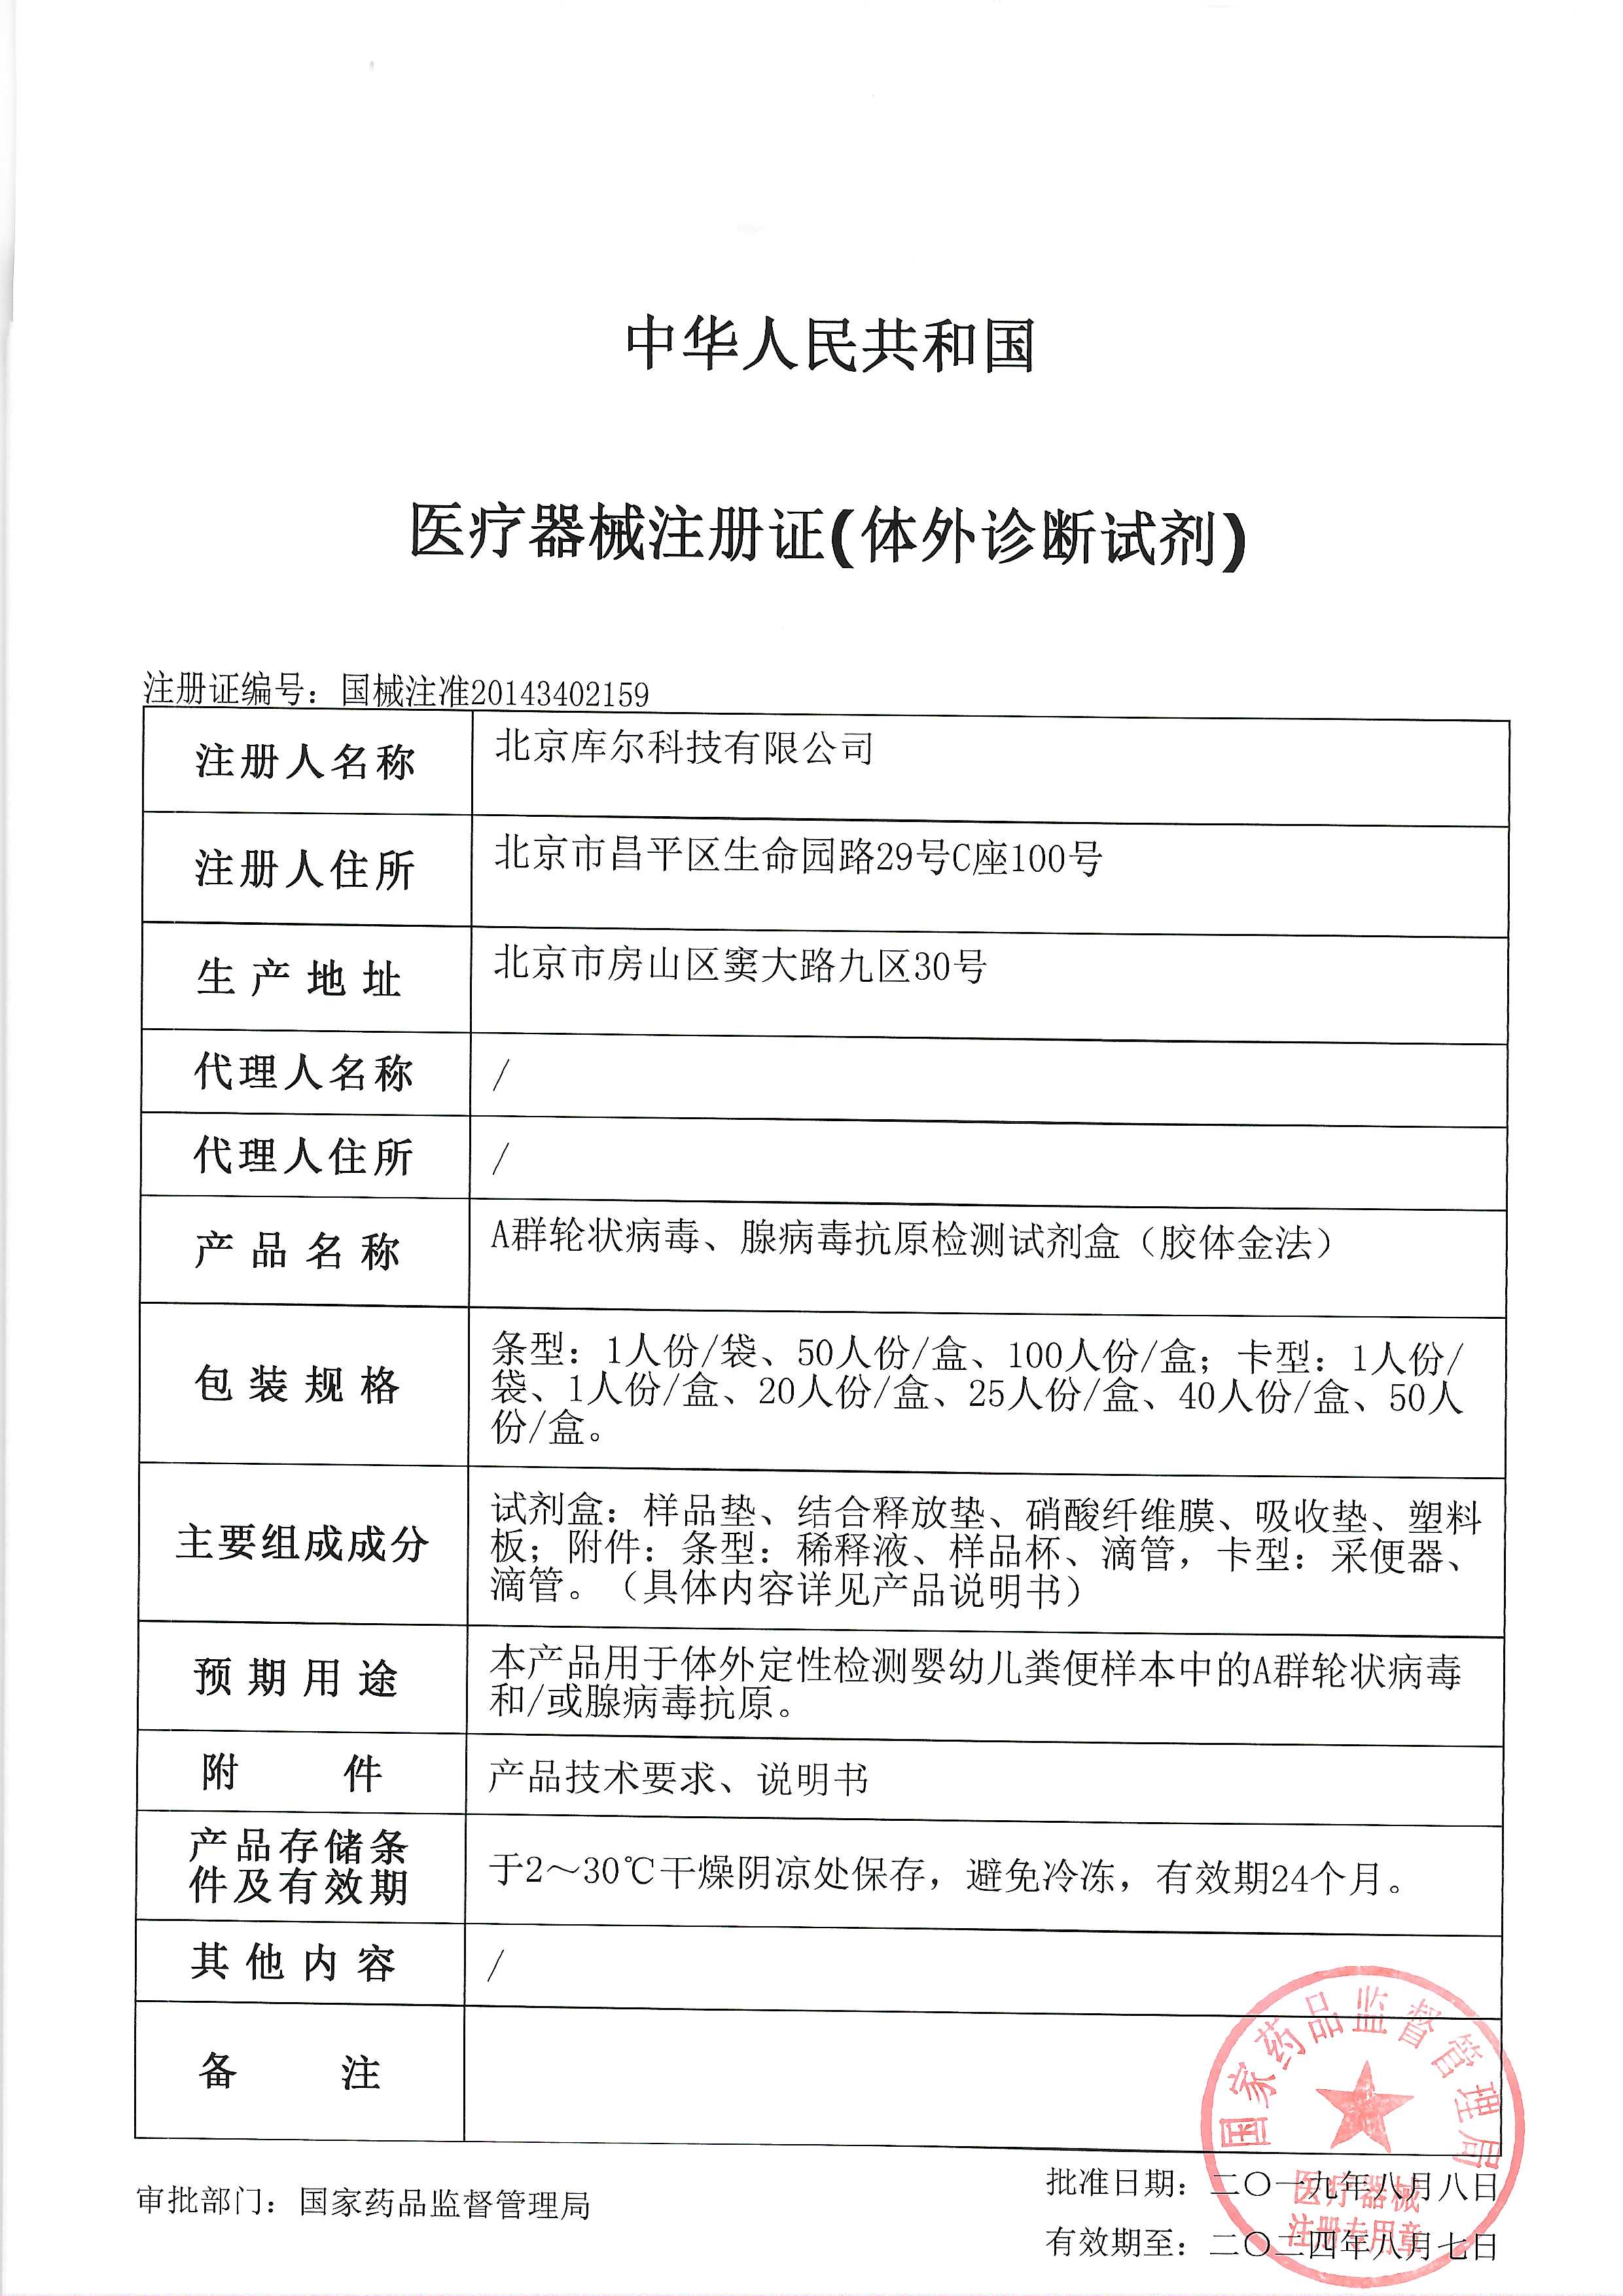 中华人民共和国
医疗器械注册证(体外诊断试剂)
注册证编号：国械注准20143402159
注册人名称
北京库尔科技有限公司
注册人住所
北京市昌平区生命园路29号C座100号
生产地址
北京市房山区窦大路九区30号
代理人名称
/
代理人住所
/
产品名称
A群轮状病毒、腺病毒抗原检测试剂盒（胶体金法）
包装规格
条型：1人份/袋、50人份/盒、100人份/盒；卡型：1人份/
袋、1人份/盒、20人份/盒、25人份/盒、40人份/盒、50人
份/盒。
主要组成成分
试剂盒：样品垫、结合释放垫、硝酸纤维膜、吸收垫、塑料
板；附件：条型：稀释液、样品杯、滴管，卡型：采便器、
滴管。（具体内容详见产品说明书）
预期用途
本产品用于体外定性检测婴幼儿粪便样本中的A群轮状病毒
和/或腺病毒抗原。
附件
产品技术要求、说明书
产品存储条
件及有效期
于2～30℃干燥阴凉处保存，避免冷冻，有效期24个月。
其他内容
/
备注
国家药品监督管理局
医疗器械
注册专用章
审批部门：国家药品监督管理局
批准日期：二〇一九年八月八日
有效期至：二〇二四年八月七日